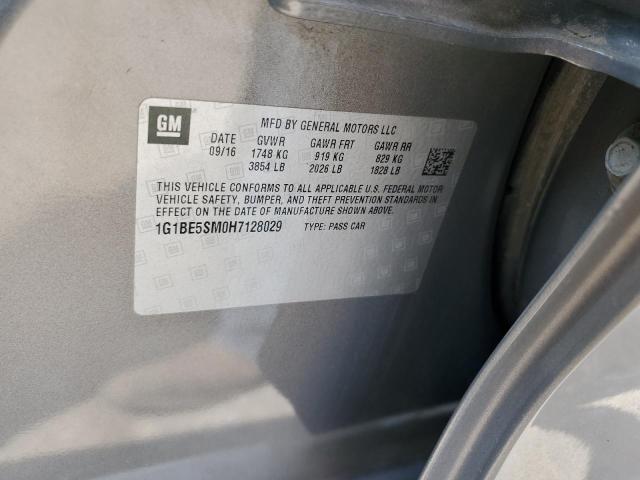 GM
MFD BY GENERAL MOTORS LLC
DATE GVWR GAWR FRT GAWR RR
09/16 1748 KG 919 KG 829 KG
3854 LB 2026 LB 1828 LB
THIS VEHICLE CONFORMS TO ALL APPLICABLE U.S. FEDERAL MOTOR
VEHICLE SAFETY, BUMPER, AND THEFT PREVENTION STANDARDS IN
EFFECT ON THE DATE OF MANUFACTURE SHOWN ABOVE.
1G1BE5SM0H7128029 TYPE: PASS CAR